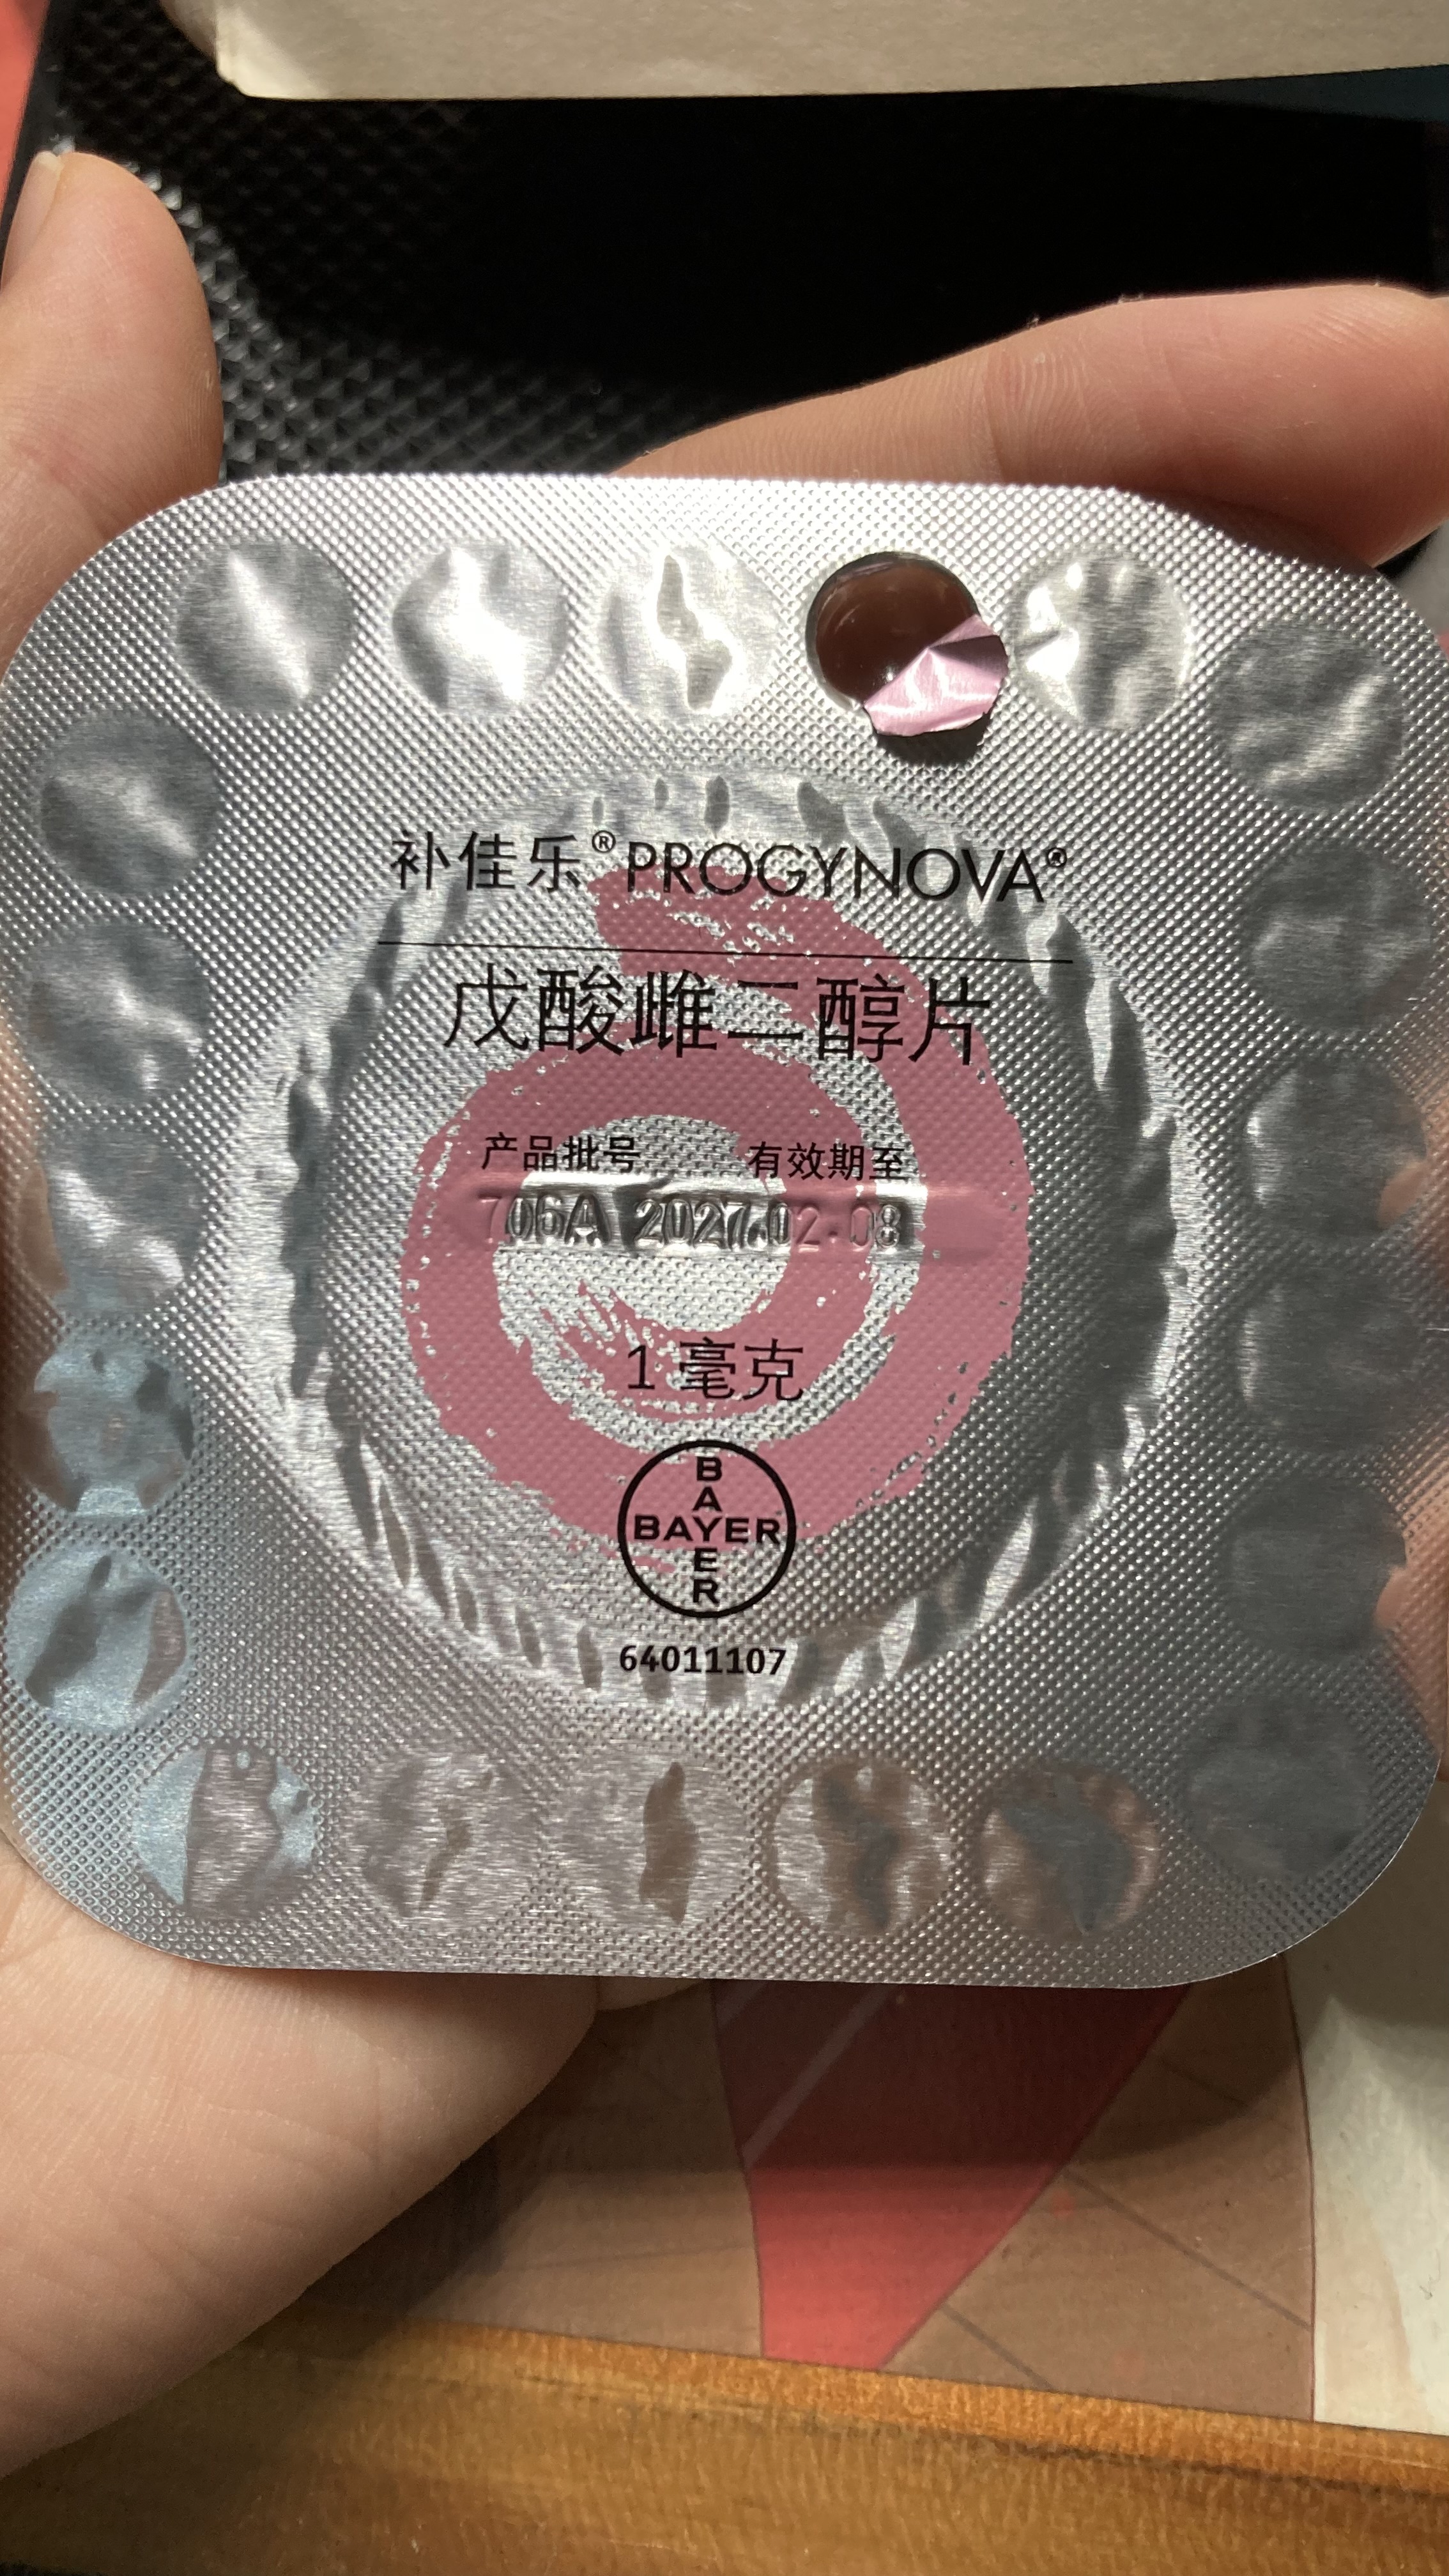 补佳乐® PROGYNOVA®
戊酸雌二醇片
产品批号 有效期至
706A 2027.02.08
1 毫克
BAYER
BAYER
64011107